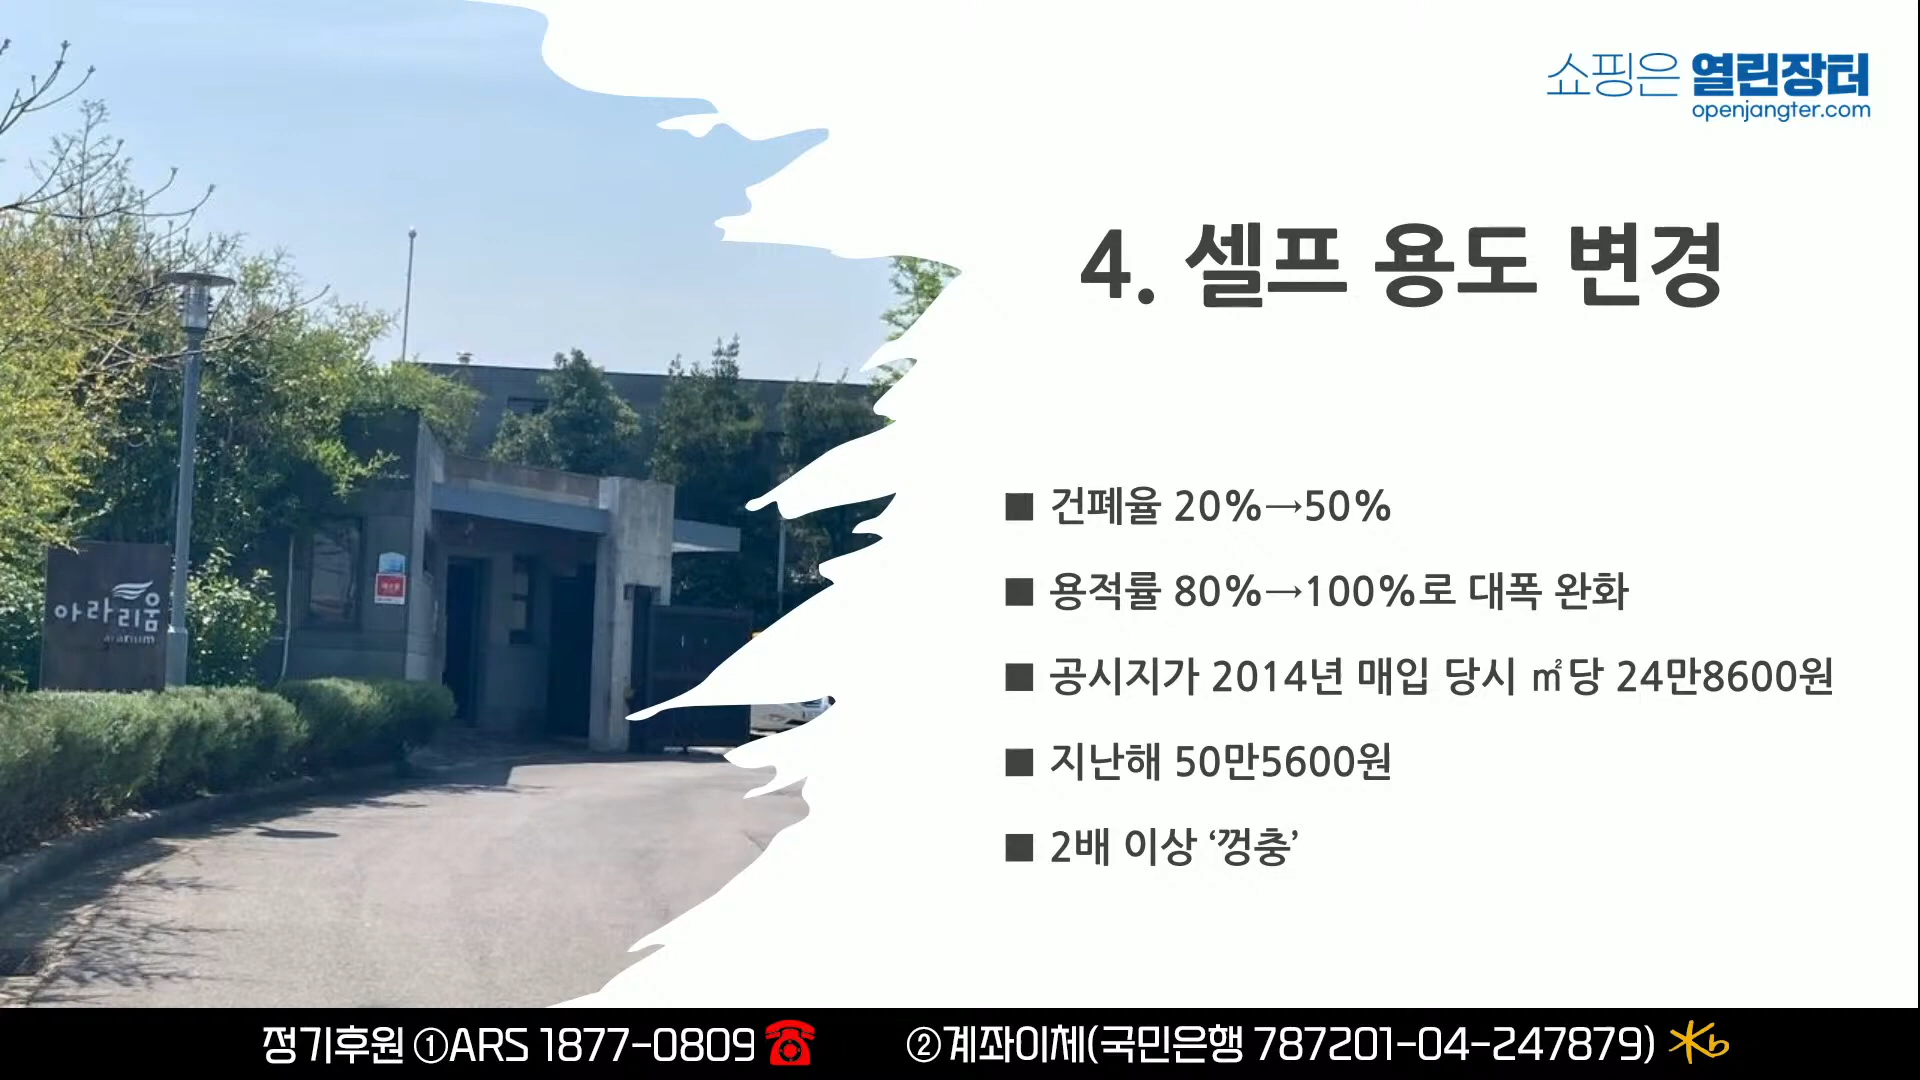 쇼핑은 열린장터
openjangter.com
4. 셀프 용도 변경
■ 건폐율 20%→50%
■ 용적률 80%→100%로 대폭 완화
■ 공시지가 2014년 매입 당시 ㎡당 24만8600원
■ 지난해 50만5600원
■ 2배 이상 ‘껑충’
아라리움
ararium
정기후원 ①ARS 1877-0809 ②계좌이체(국민은행 787201-04-247879)